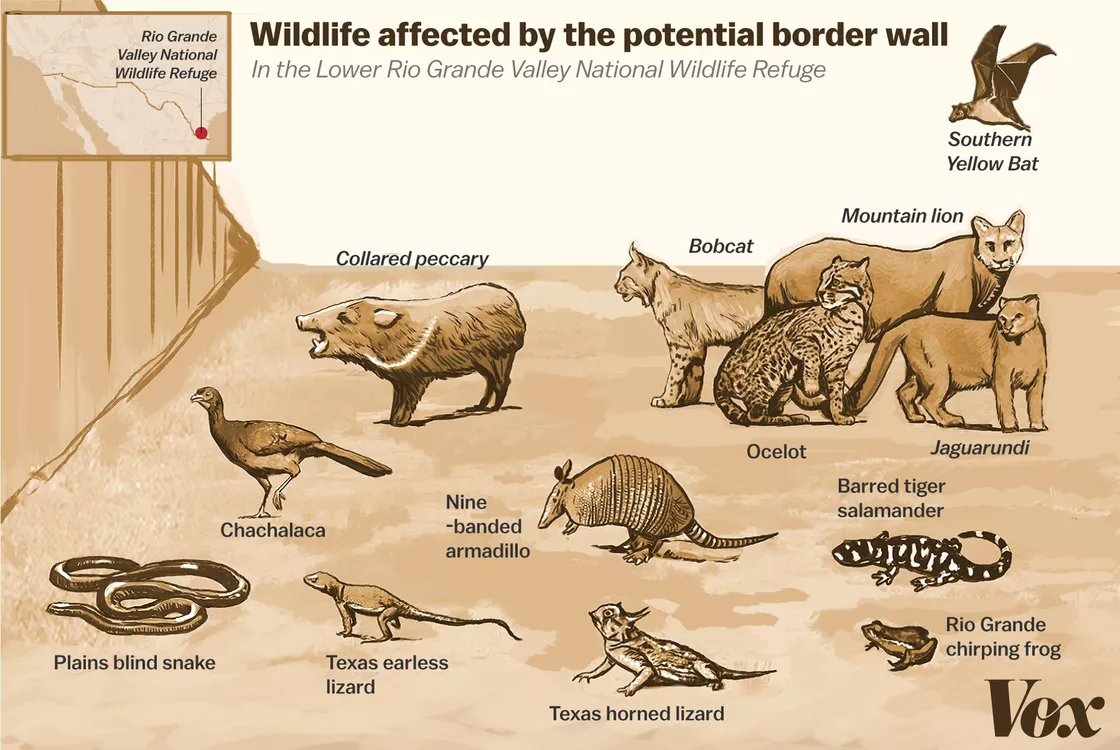 Rio Grande
Valley National
Wildlife Refuge
Wildlife affected by the potential border wall
In the Lower Rio Grande Valley National Wildlife Refuge
Southern
Yellow Bat
Mountain lion
Bobcat
Collared peccary
Ocelot
Jaguarundi
Chachalaca
Nine
-banded
armadillo
Barred tiger
salamander
Plains blind snake
Texas earless
lizard
Texas horned lizard
Rio Grande
chirping frog
Vox